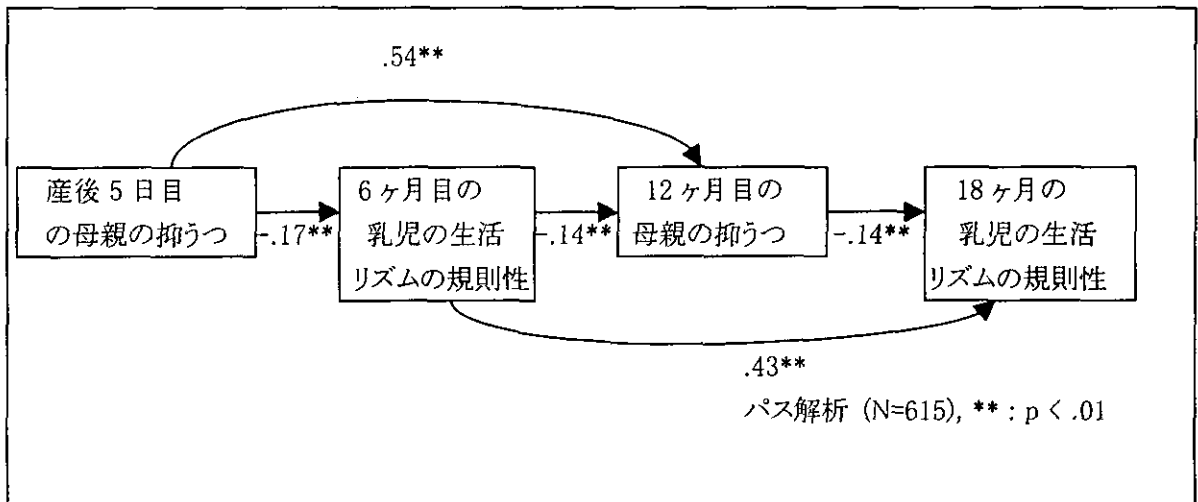 .54**
産後 5 日目
の母親の抑うつ
-.17**
6 ヶ月目の
乳児の生活
リズムの規則性
-.14**
12 ヶ月目の
母親の抑うつ
-.14**
18 ヶ月の
乳児の生活
リズムの規則性
.43**
パス解析 (N=615), ** : p < .01